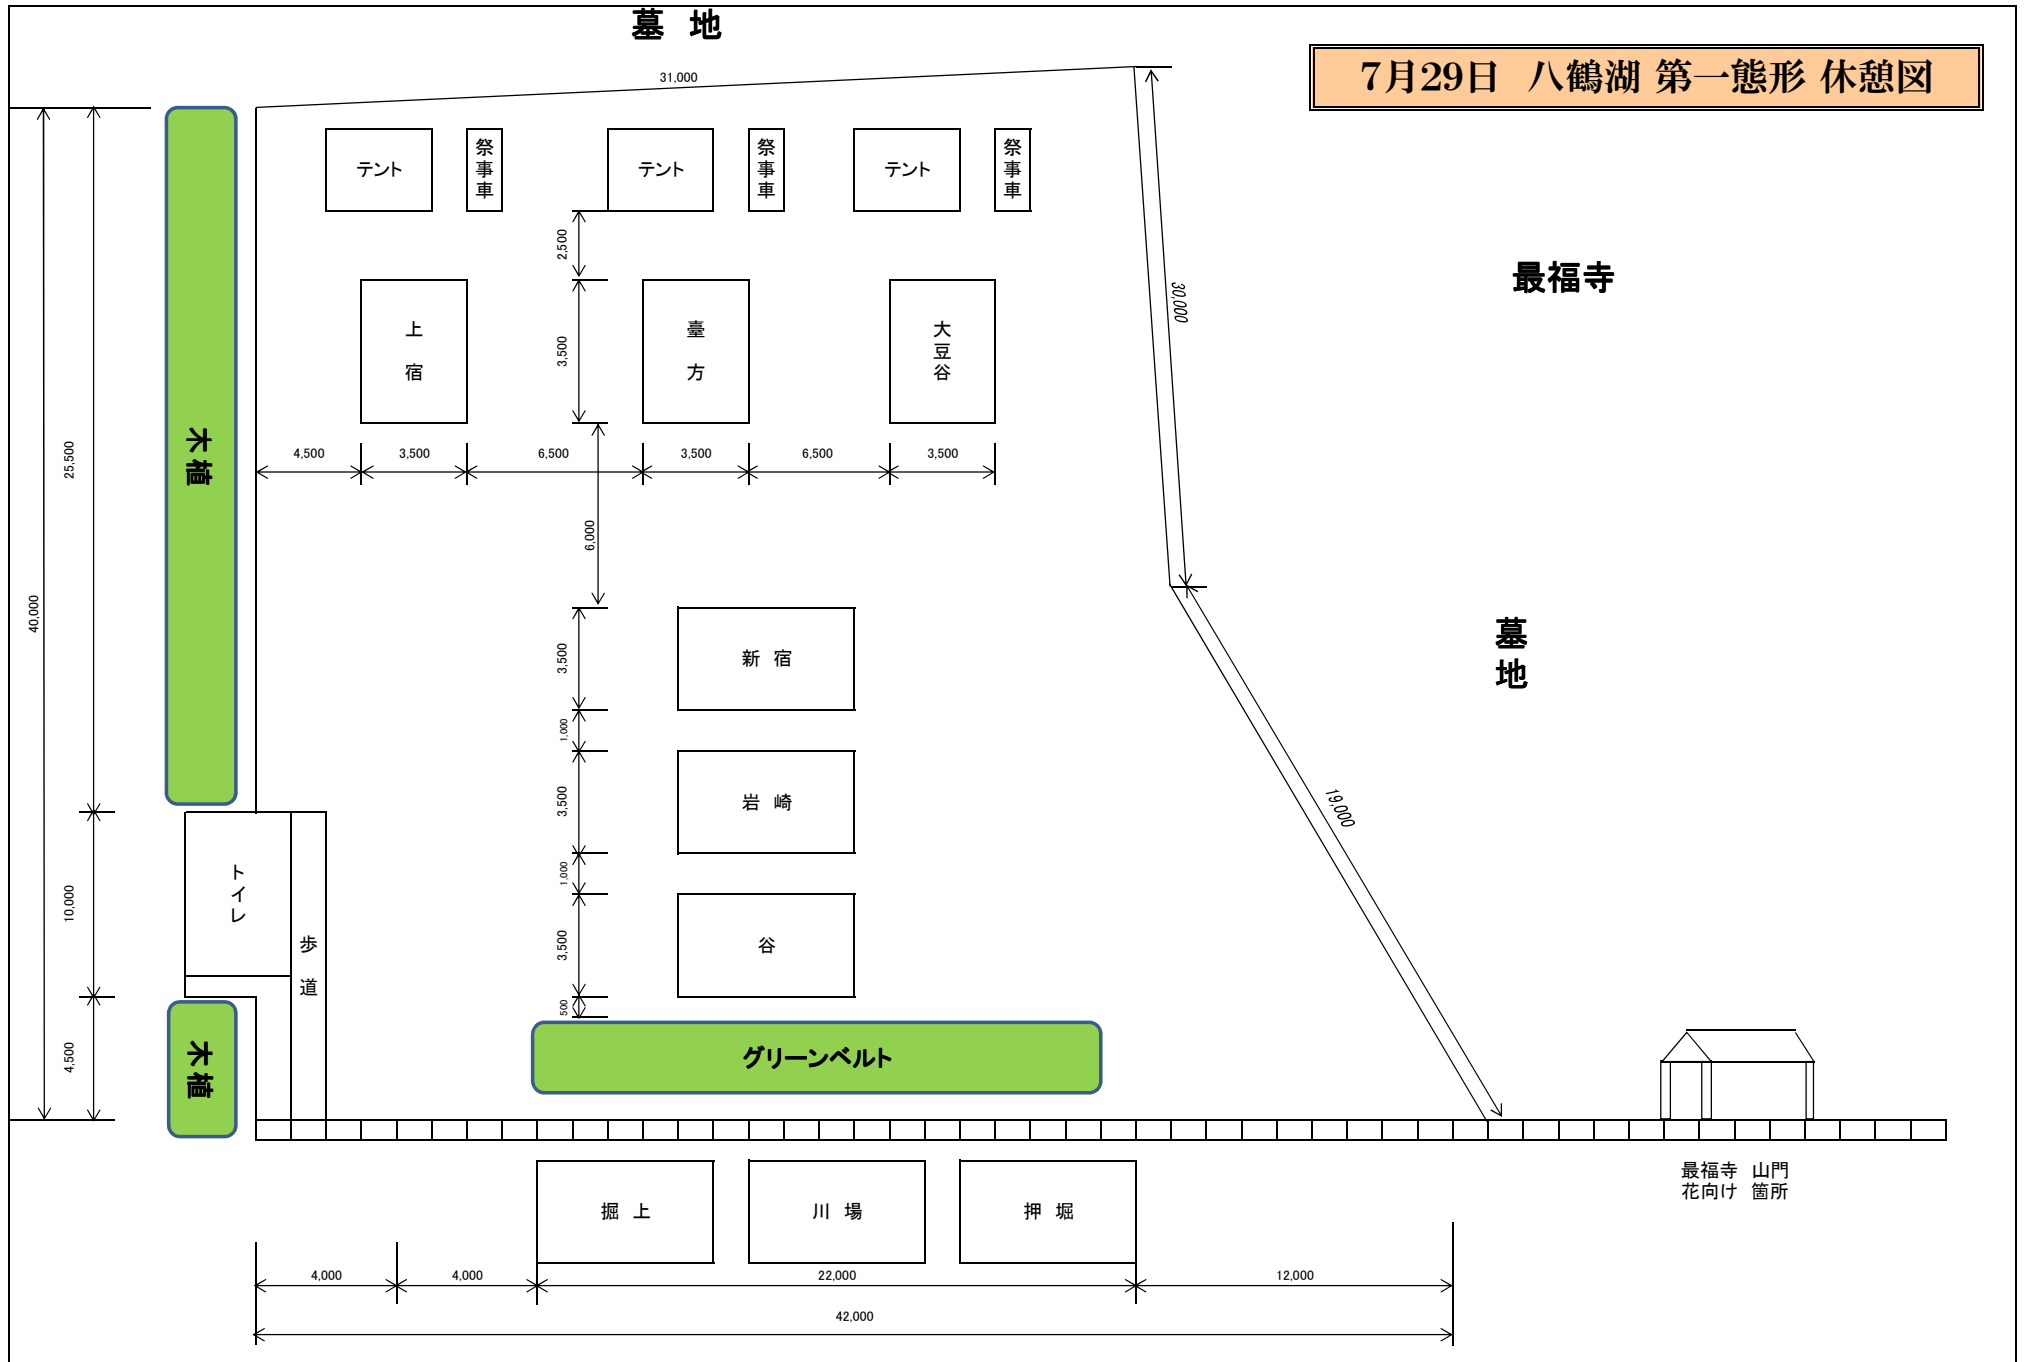 墓 地
7月29日 八鶴湖 第一態形 休憩図
31,000
テント
祭事車
テント
祭事車
テント
祭事車
2,500
30,000
最福寺
上宿
臺方
大豆谷
3,500
木植
25,500
4,500
3,500
6,500
3,500
6,500
3,500
6,000
40,000
新 宿
3,500
墓地
1,000
岩 崎
3,500
19,000
トイレ
1,000
10,000
歩道
谷
3,500
500
木植
4,500
グリーンベルト
最福寺 山門
花向け 箇所
掘 上
川 場
押 堀
4,000
4,000
22,000
12,000
42,000